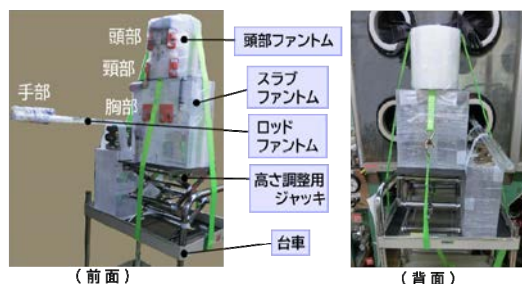 頭部
頸部
胸部
手部
頭部ファントム
スラブ
ファントム
ロッド
ファントム
高さ調整用
ジャッキ
台車
(前面)
(背面)